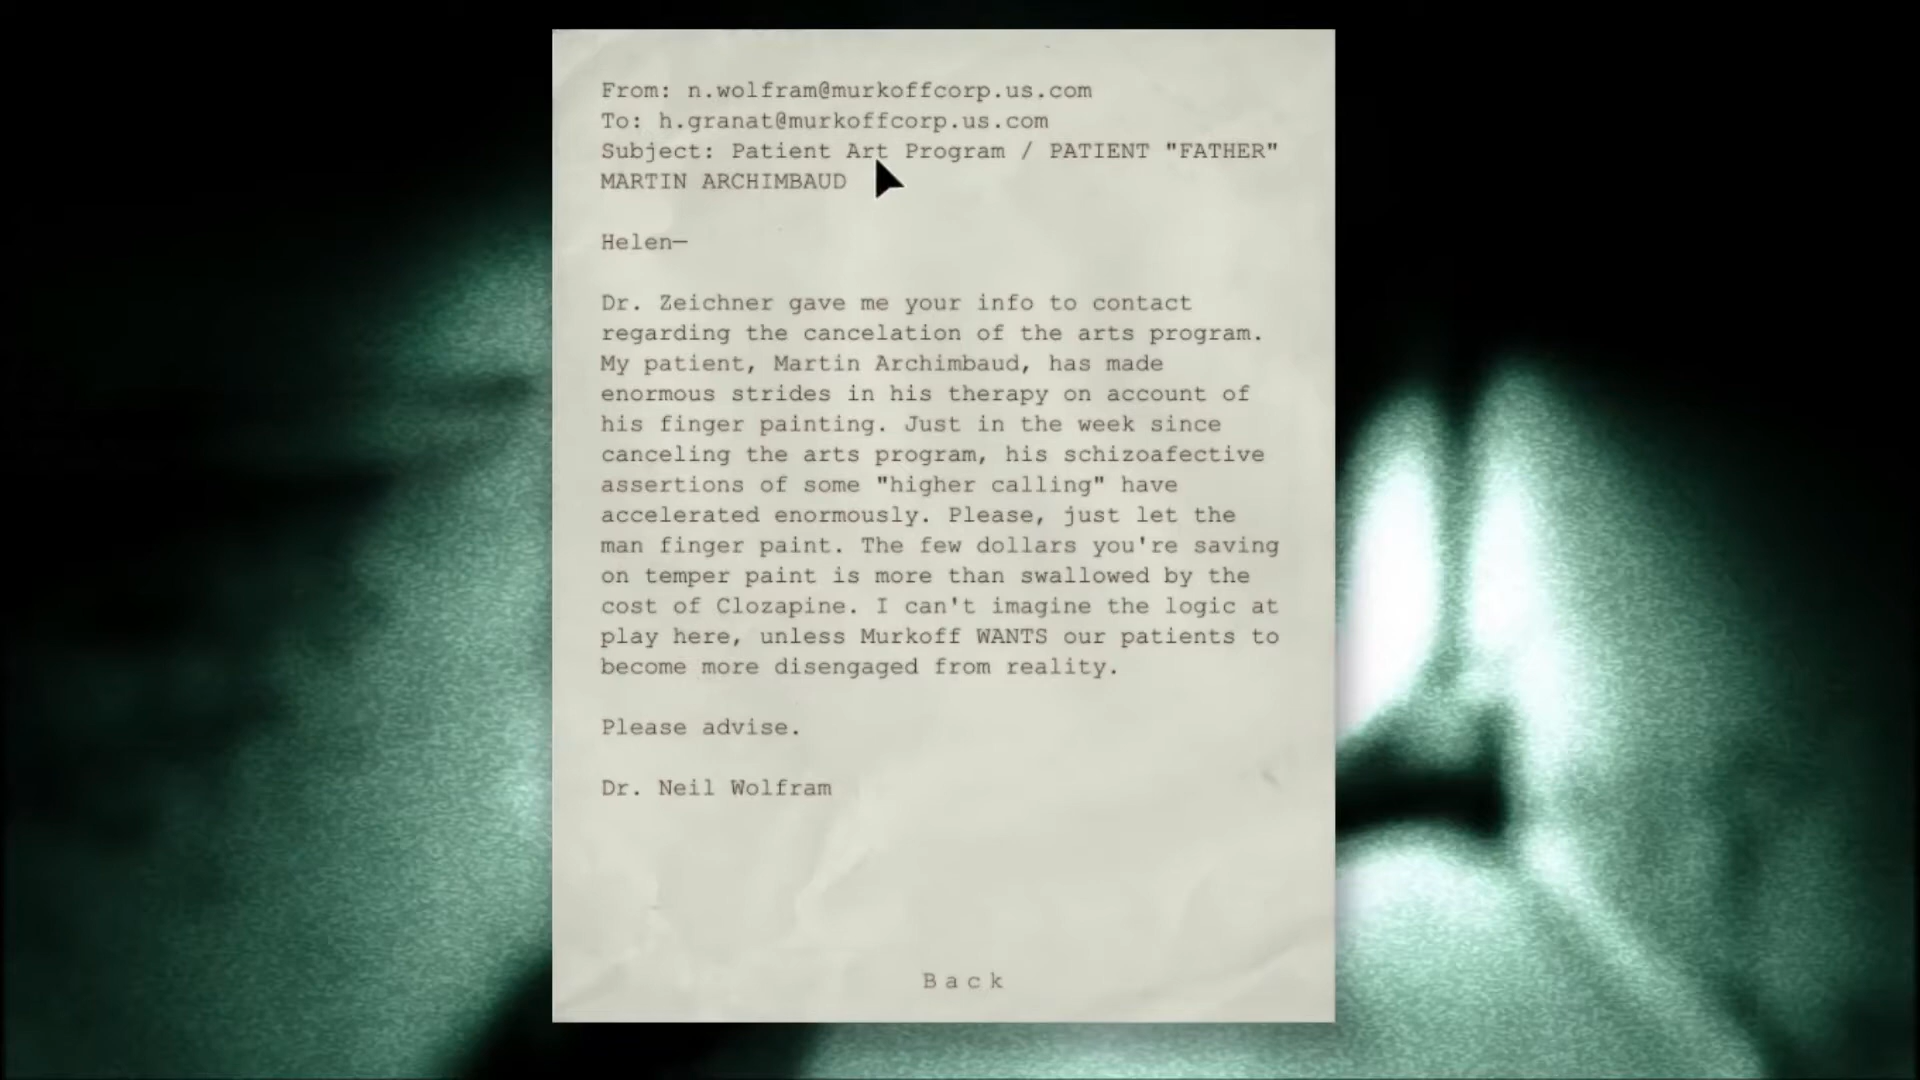 From: n.wolfram@murkoffcorp.us.com
To: h.granat@murkoffcorp.us.com
Subject: Patient Art Program / PATIENT "FATHER"
MARTIN ARCHIMBAUD
Helen—
Dr. Zeichner gave me your info to contact
regarding the cancelation of the arts program.
My patient, Martin Archimbaud, has made
enormous strides in his therapy on account of
his finger painting. Just in the week since
canceling the arts program, his schizoafective
assertions of some "higher calling" have
accelerated enormously. Please, just let the
man finger paint. The few dollars you're saving
on temper paint is more than swallowed by the
cost of Clozapine. I can't imagine the logic at
play here, unless Murkoff WANTS our patients to
become more disengaged from reality.
Please advise.
Dr. Neil Wolfram
Back